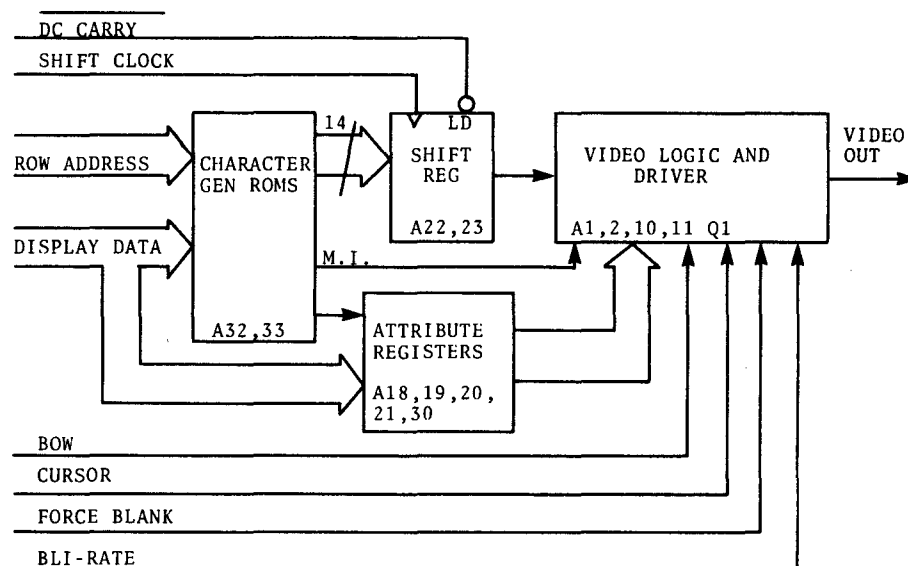 DC CARRY
SHIFT CLOCK
ROW ADDRESS
DISPLAY DATA
CHARACTER
GEN ROMS
A32,33
14
M.I.
LD
SHIFT
REG
A22,23
VIDEO LOGIC AND
DRIVER
A1,2,10,11 Q1
VIDEO
OUT
ATTRIBUTE
REGISTERS
A18,19,20,
21,30
BOW
CURSOR
FORCE BLANK
BLI-RATE